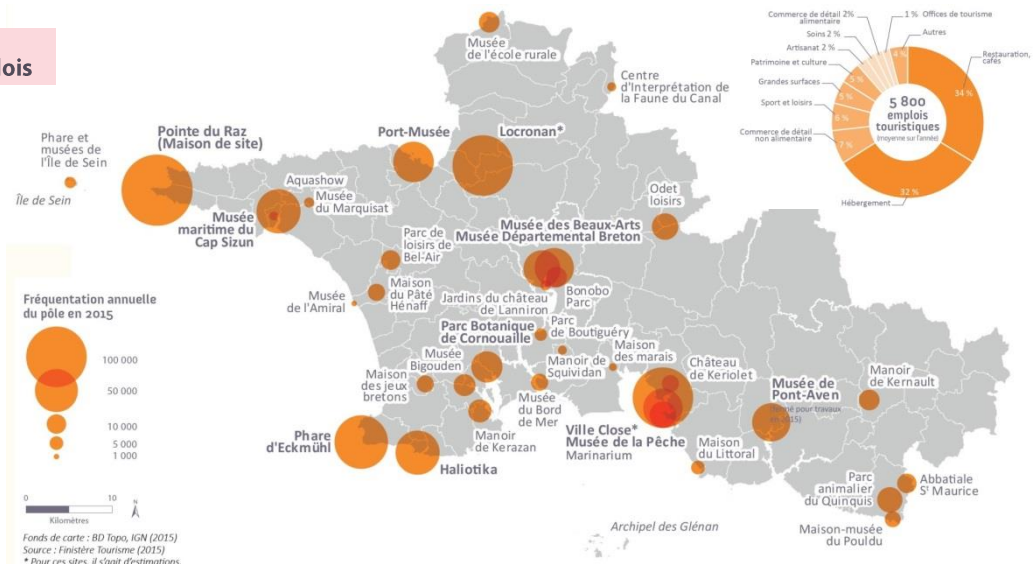 lois
Musée
de l'école rurale
Centre
d'Interprétation de
la Faune du Canal
Phare et
musées de
l'Île de Sein
Île de Sein
Pointe du Raz
(Maison de site)
Port-Musée
Locronan*
Aquashow
Musée
du Marquisat
Musée
maritime du
Cap Sizun
Parc de
loisirs de
Bel-Air
Musée des Beaux-Arts
Musée Départemental Breton
Odet
loisirs
Musée
de l'Amiral
Maison
du Pâté
Hénaff
Jardins du château
de Lanniron
Bonobo
Parc
Parc Botanique
de Cornouaille
Parc
de Boutiguéry
Musée
Bigouden
Manoir de
Squividan
Maison
des marais
Maison
des jeux
bretons
Musée
du Bord
de Mer
Château
de Keriolet
Musée de
Pont-Aven
(fermé pour travaux
en 2015)
Manoir
de Kernault
Phare
d'Eckmühl
Haliotika
Manoir
de Kerazan
Ville Close*
Musée de la Pêche
Marinarium
Maison
du Littoral
Parc
animalier
du Quinquis
Abbatiale
St Maurice
Maison-musée
du Pouldu
Archipel des Glénan
Commerce de détail 2%
alimentaire
Soins 2 %
Artisanat 2 %
Patrimoine et culture
Grandes surfaces
Sport et loisirs
Commerce de détail
non alimentaire
1 % Offices de tourisme
Autres
Restauration,
cafés
Hébergement
4 %
5 %
5 %
6 %
7 %
34 %
32 %
5 800
emplois
touristiques
(moyenne sur l'année)
Fréquentation annuelle
du pôle en 2015
100 000
50 000
10 000
5 000
1 000
0 10
N
Kilomètres
Fonds de carte : BD Topo, IGN (2015)
Source : Finistère Tourisme (2015)
* Pour ces sites, il s'agit d'estimations